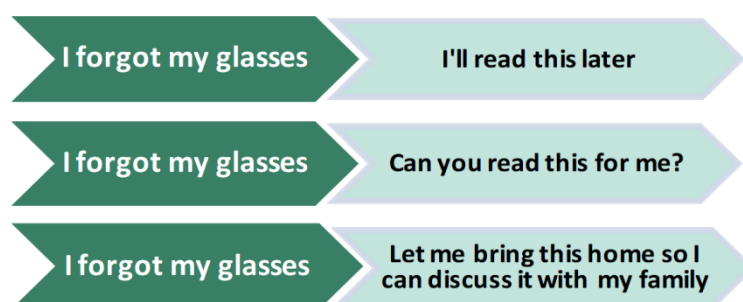 I forgot my glasses
I'll read this later
I forgot my glasses
Can you read this for me?
I forgot my glasses
Let me bring this home so I
can discuss it with my family